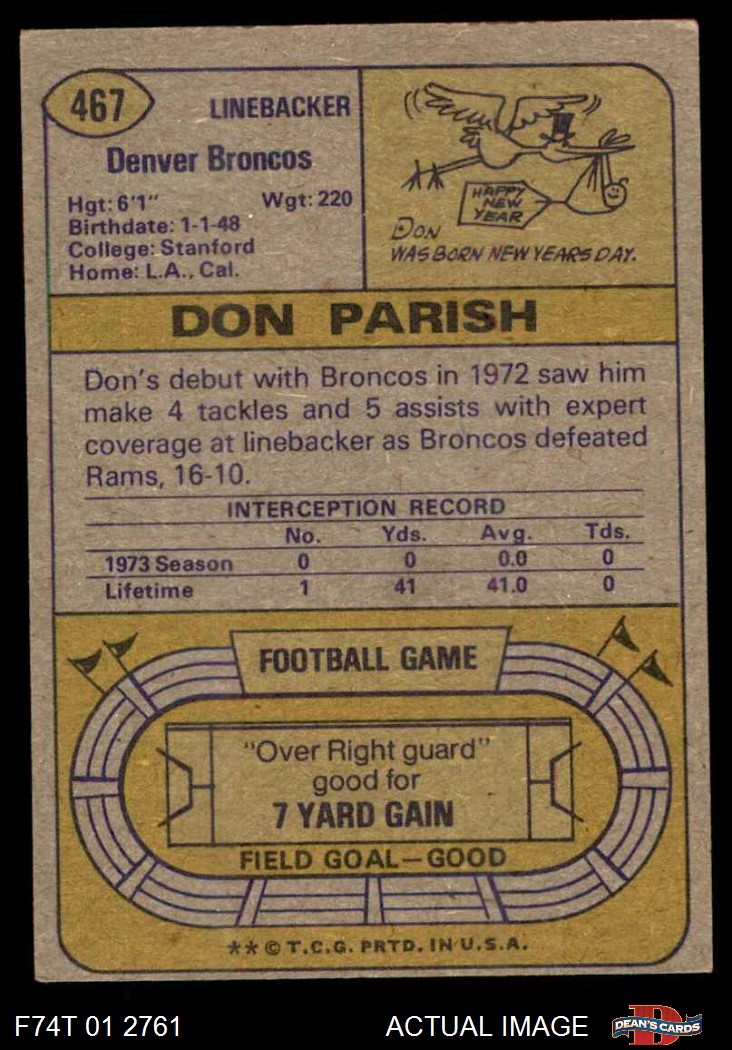 467
LINEBACKER
Denver Broncos
Hgt: 6'1" Wgt: 220
Birthdate: 1-1-48
College: Stanford
Home: L.A., Cal.
HAPPY
NEW
YEAR
DON
WAS BORN NEW YEARS DAY.
DON PARISH
Don's debut with Broncos in 1972 saw him
make 4 tackles and 5 assists with expert
coverage at linebacker as Broncos defeated
Rams, 16-10.
INTERCEPTION RECORD
No. Yds. Avg. Tds.
1973 Season 0 0 0.0 0
Lifetime 1 41 41.0 0
FOOTBALL GAME
"Over Right guard"
good for
7 YARD GAIN
FIELD GOAL—GOOD
** © T.C.G. PRTD. IN U.S.A.
F74T 01 2761 ACTUAL IMAGE
D
DEAN'S CARDS